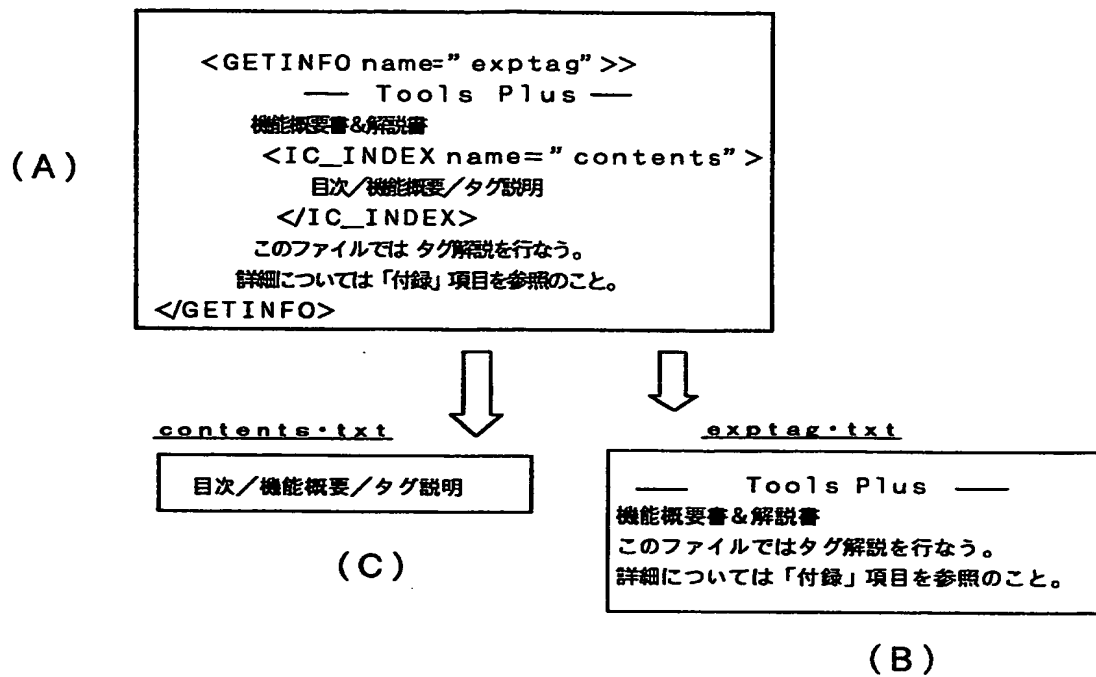 <GETINFO name=”exptag”>>
── Tools Plus ──
機能概要書&解説書
<IC_INDEX name=”contents”>
(A)
目次/機能概要/タグ説明
</IC_INDEX>
このファイルでは タグ解説を行なう。
詳細については「付録」項目を参照のこと。
</GETINFO>
contents・txt
目次/機能概要/タグ説明
(C)
exptag・txt
── Tools Plus ──
機能概要書&解説書
このファイルではタグ解説を行なう。
詳細については「付録」項目を参照のこと。
(B)